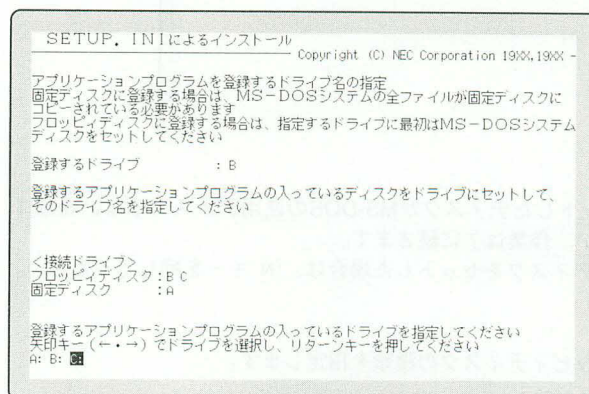 SETUP．INIによるインストール
Copyright (C) NEC Corporation 19XX,19XX -
アプリケーションプログラムを登録するドライブ名の指定
固定ディスクに登録する場合は、MS－DOSシステムの全ファイルが固定ディスクに
コピーされている必要があります
フロッピィディスクに登録する場合は、指定するドライブに最初はMS－DOSシステム
ディスクをセットしてください
登録するドライブ : B
登録するアプリケーションプログラムの入っているディスクをドライブにセットして、
そのドライブ名を指定してください
<接続ドライブ>
フロッピィディスク:B C
固定ディスク :A
登録するアプリケーションプログラムの入っているドライブを指定してください
矢印キー(←・→)でドライブを選択し、リターンキーを押してください
A: B: C: